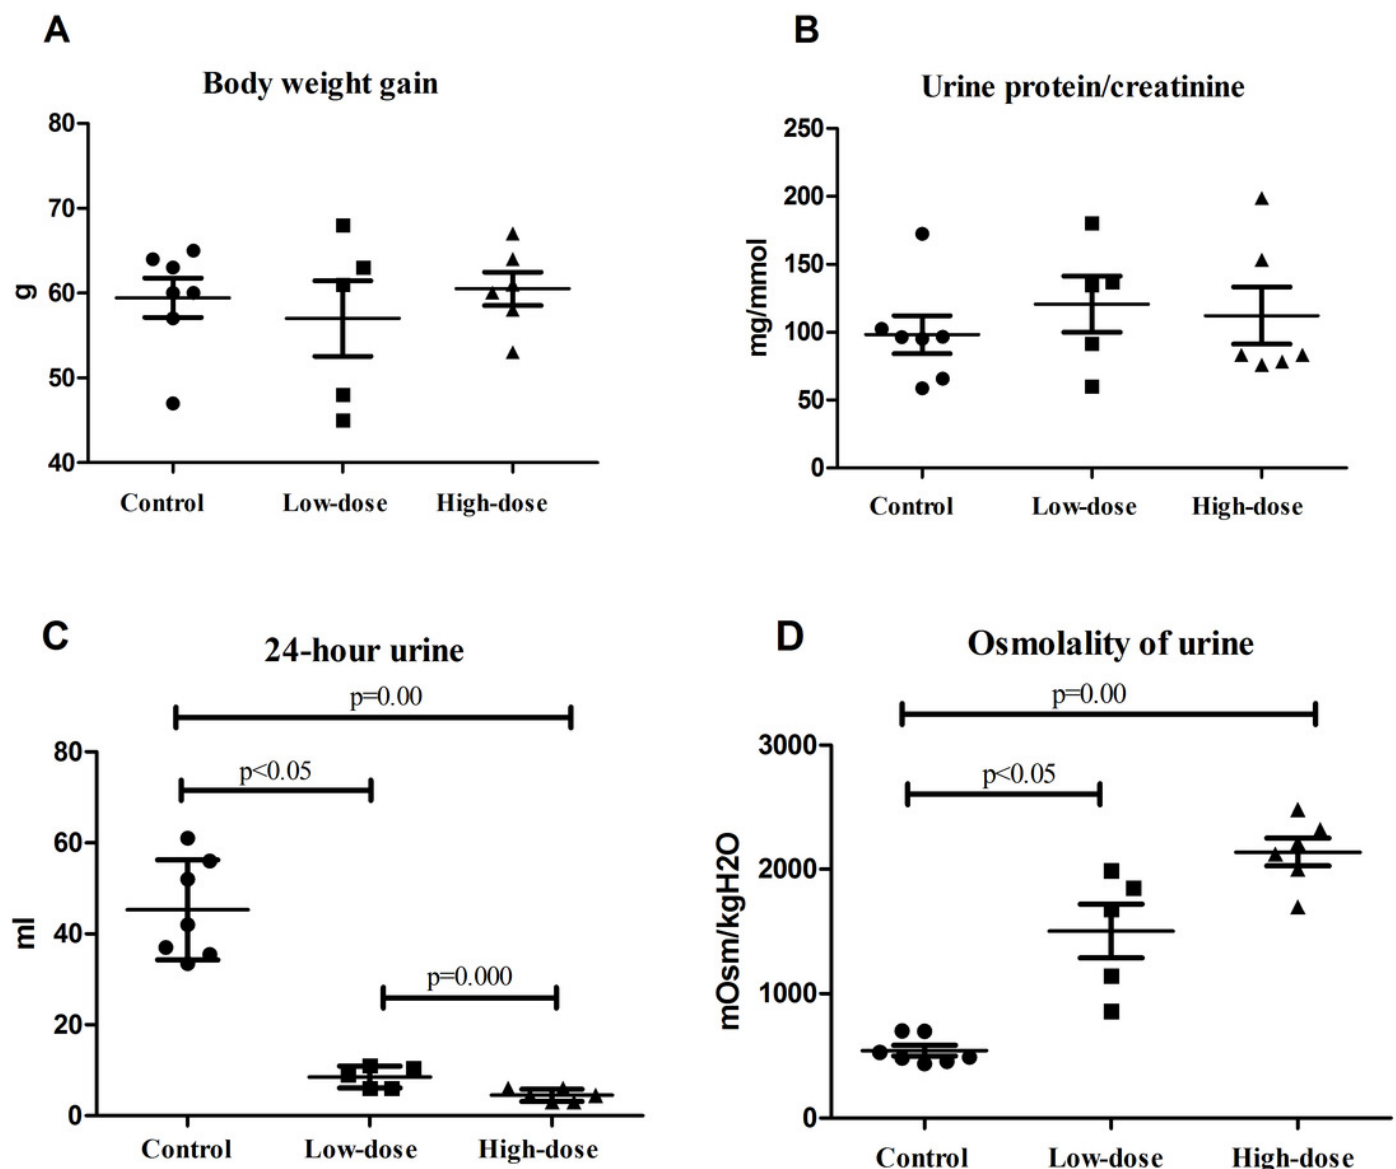 A
Body weight gain
80
70
60
50
40
g
Control Low-dose High-dose
B
Urine protein/creatinine
250
200
150
100
50
0
mg/mmol
Control Low-dose High-dose
C
24-hour urine
p=0.00
p<0.05
p=0.000
80
60
40
20
0
ml
Control Low-dose High-dose
D
Osmolality of urine
p=0.00
p<0.05
3000
2000
1000
0
mOsm/kgH2O
Control Low-dose High-dose